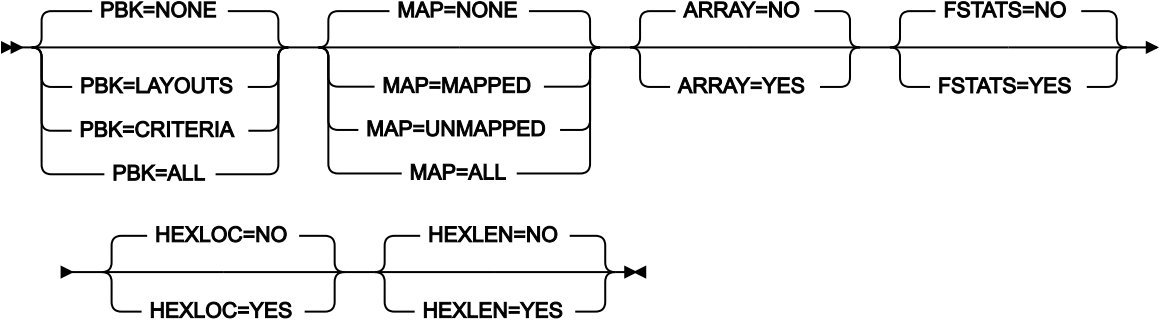 PBK=NONE MAP=NONE ARRAY=NO FSTATS=NO
PBK=LAYOUTS MAP=MAPPED ARRAY=YES FSTATS=YES
PBK=CRITERIA MAP=UNMAPPED
PBK=ALL MAP=ALL
HEXLOC=NO HEXLEN=NO
HEXLOC=YES HEXLEN=YES